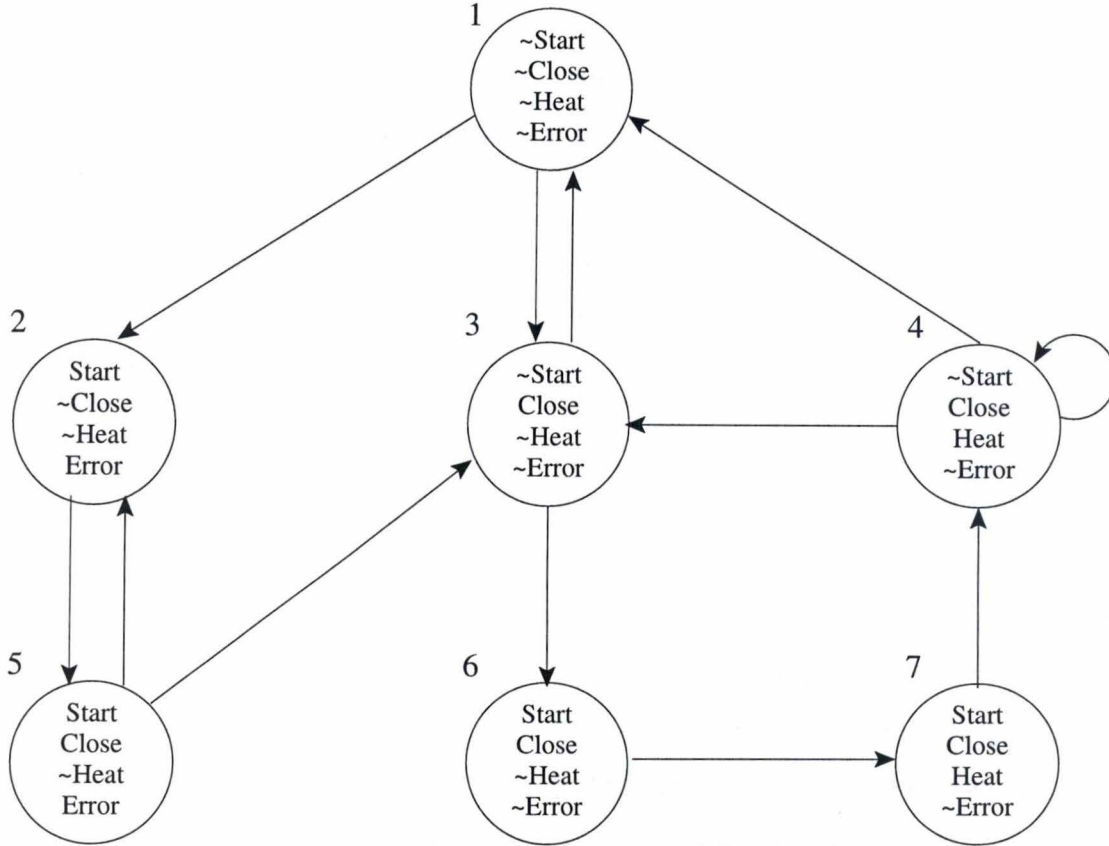 1
~Start
~Close
~Heat
~Error
2
Start
~Close
~Heat
Error
3
~Start
Close
~Heat
~Error
4
~Start
Close
Heat
~Error
5
Start
Close
~Heat
Error
6
Start
Close
~Heat
~Error
7
Start
Close
Heat
~Error